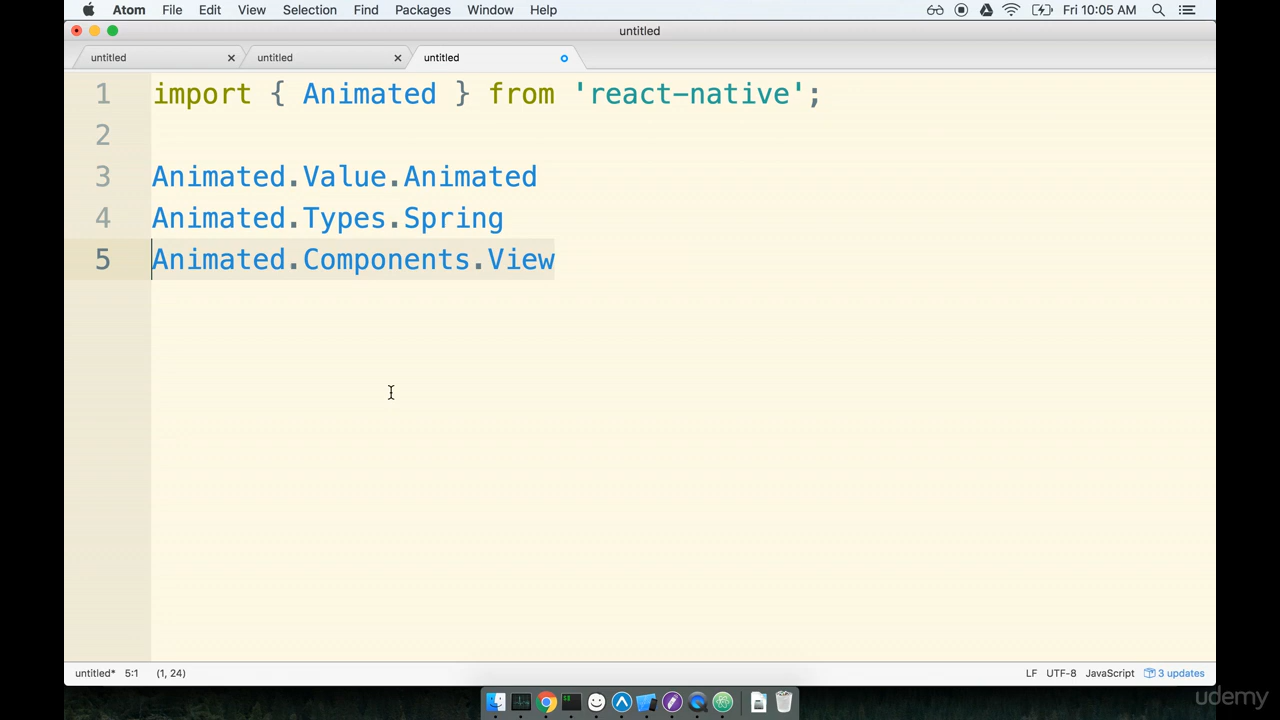 Atom File Edit View Selection Find Packages Window Help Fri 10:05 AM
untitled
untitled untitled untitled
1 import { Animated } from 'react-native';
2
3 Animated.Value.Animated
4 Animated.Types.Spring
5 Animated.Components.View
untitled* 5:1 (1, 24) LF UTF-8 JavaScript 3 updates
udemy